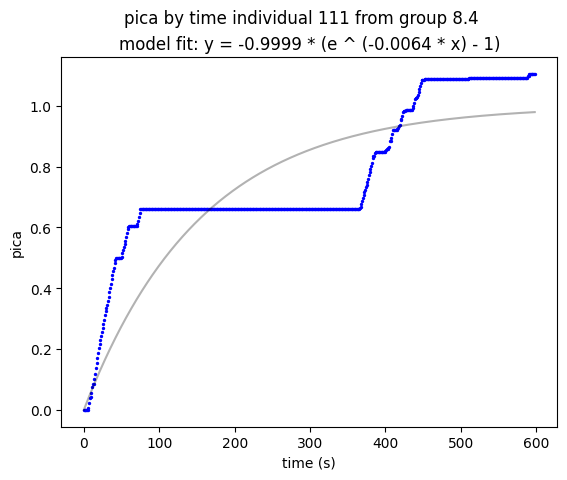 pica by time individual 111 from group 8.4
model fit: y = -0.9999 * (e ^ (-0.0064 * x) - 1)
1.0
0.8
0.6
0.4
0.2
0.0
pica
0 100 200 300 400 500 600
time (s)